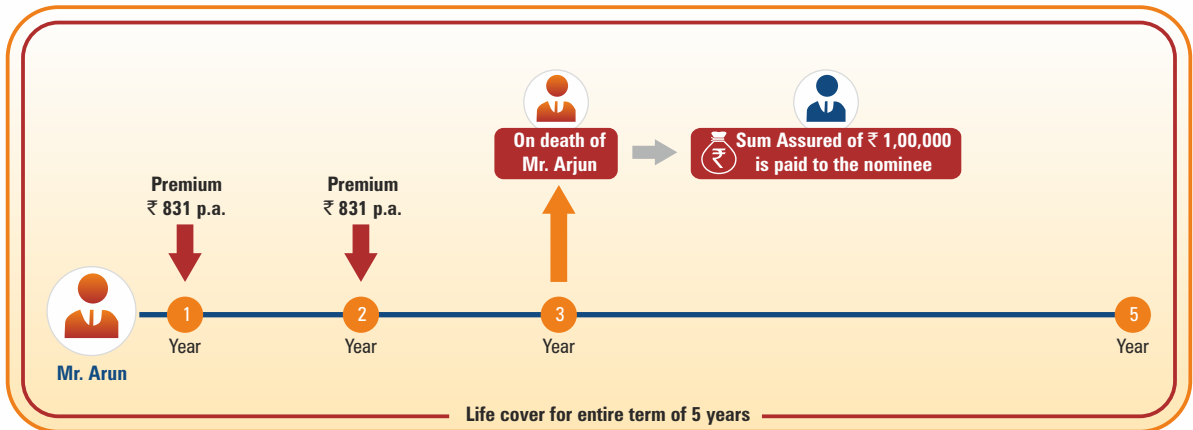 On death of
Mr. Arjun
₹
Sum Assured of ₹ 1,00,000
is paid to the nominee
Premium
₹ 831 p.a.
Premium
₹ 831 p.a.
1
2
3
5
Year
Year
Year
Year
Mr. Arun
Life cover for entire term of 5 years